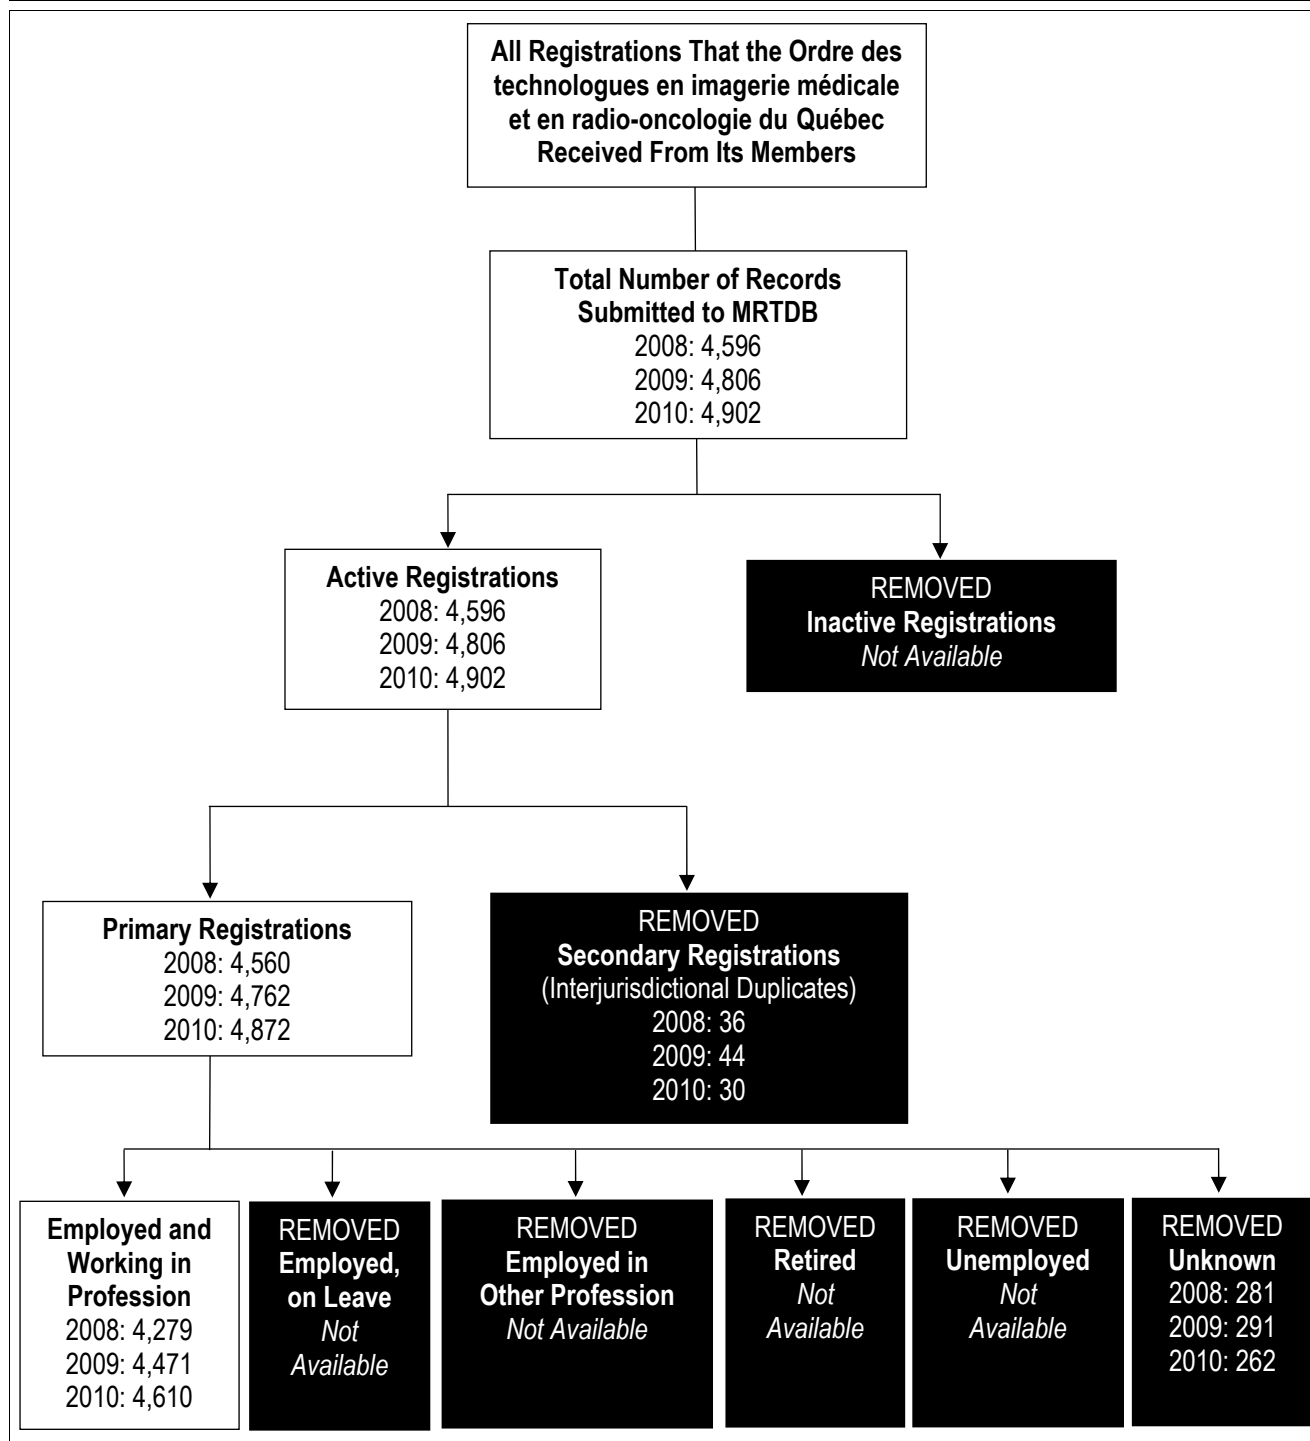 All Registrations That the Ordre des
technologues en imagerie médicale
et en radio-oncologie du Québec
Received From Its Members
Total Number of Records
Submitted to MRTDB
2008: 4,596
2009: 4,806
2010: 4,902
Active Registrations
2008: 4,596
2009: 4,806
2010: 4,902
REMOVED
Inactive Registrations
Not Available
Primary Registrations
2008: 4,560
2009: 4,762
2010: 4,872
REMOVED
Secondary Registrations
(Interjurisdictional Duplicates)
2008: 36
2009: 44
2010: 30
Employed and
Working in
Profession
2008: 4,279
2009: 4,471
2010: 4,610
REMOVED
Employed,
on Leave
Not
Available
REMOVED
Employed in
Other Profession
Not Available
REMOVED
Retired
Not
Available
REMOVED
Unemployed
Not
Available
REMOVED
Unknown
2008: 281
2009: 291
2010: 262